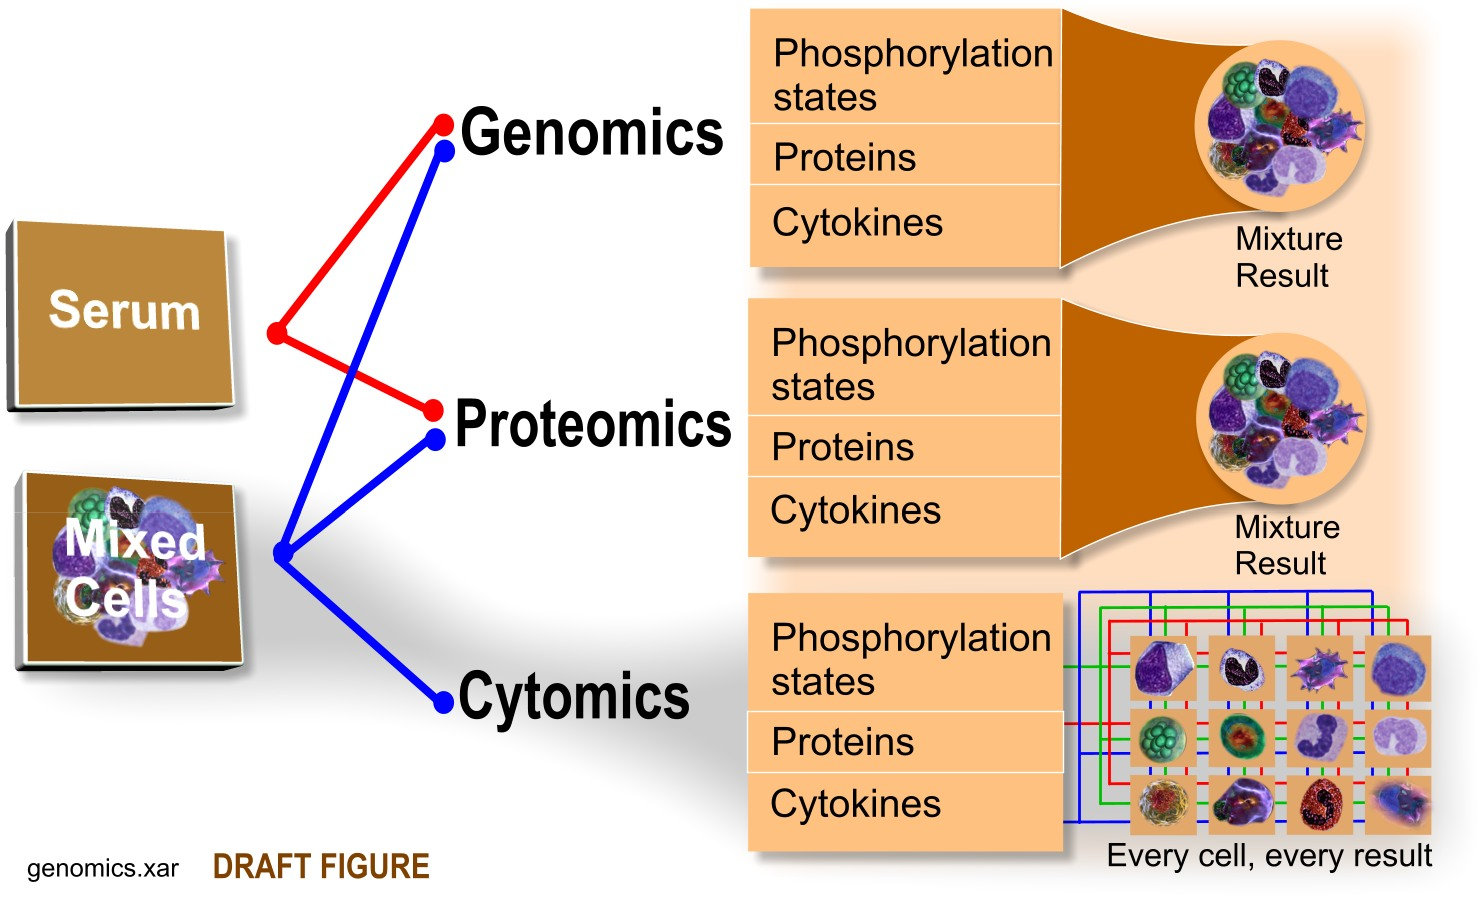 Serum
Mixed
Cells
Genomics
Proteomics
Cytomics
Phosphorylation
states
Proteins
Cytokines
Mixture
Result
Phosphorylation
states
Proteins
Cytokines
Mixture
Result
Phosphorylation
states
Proteins
Cytokines
Every cell, every result
genomics.xar
DRAFT FIGURE